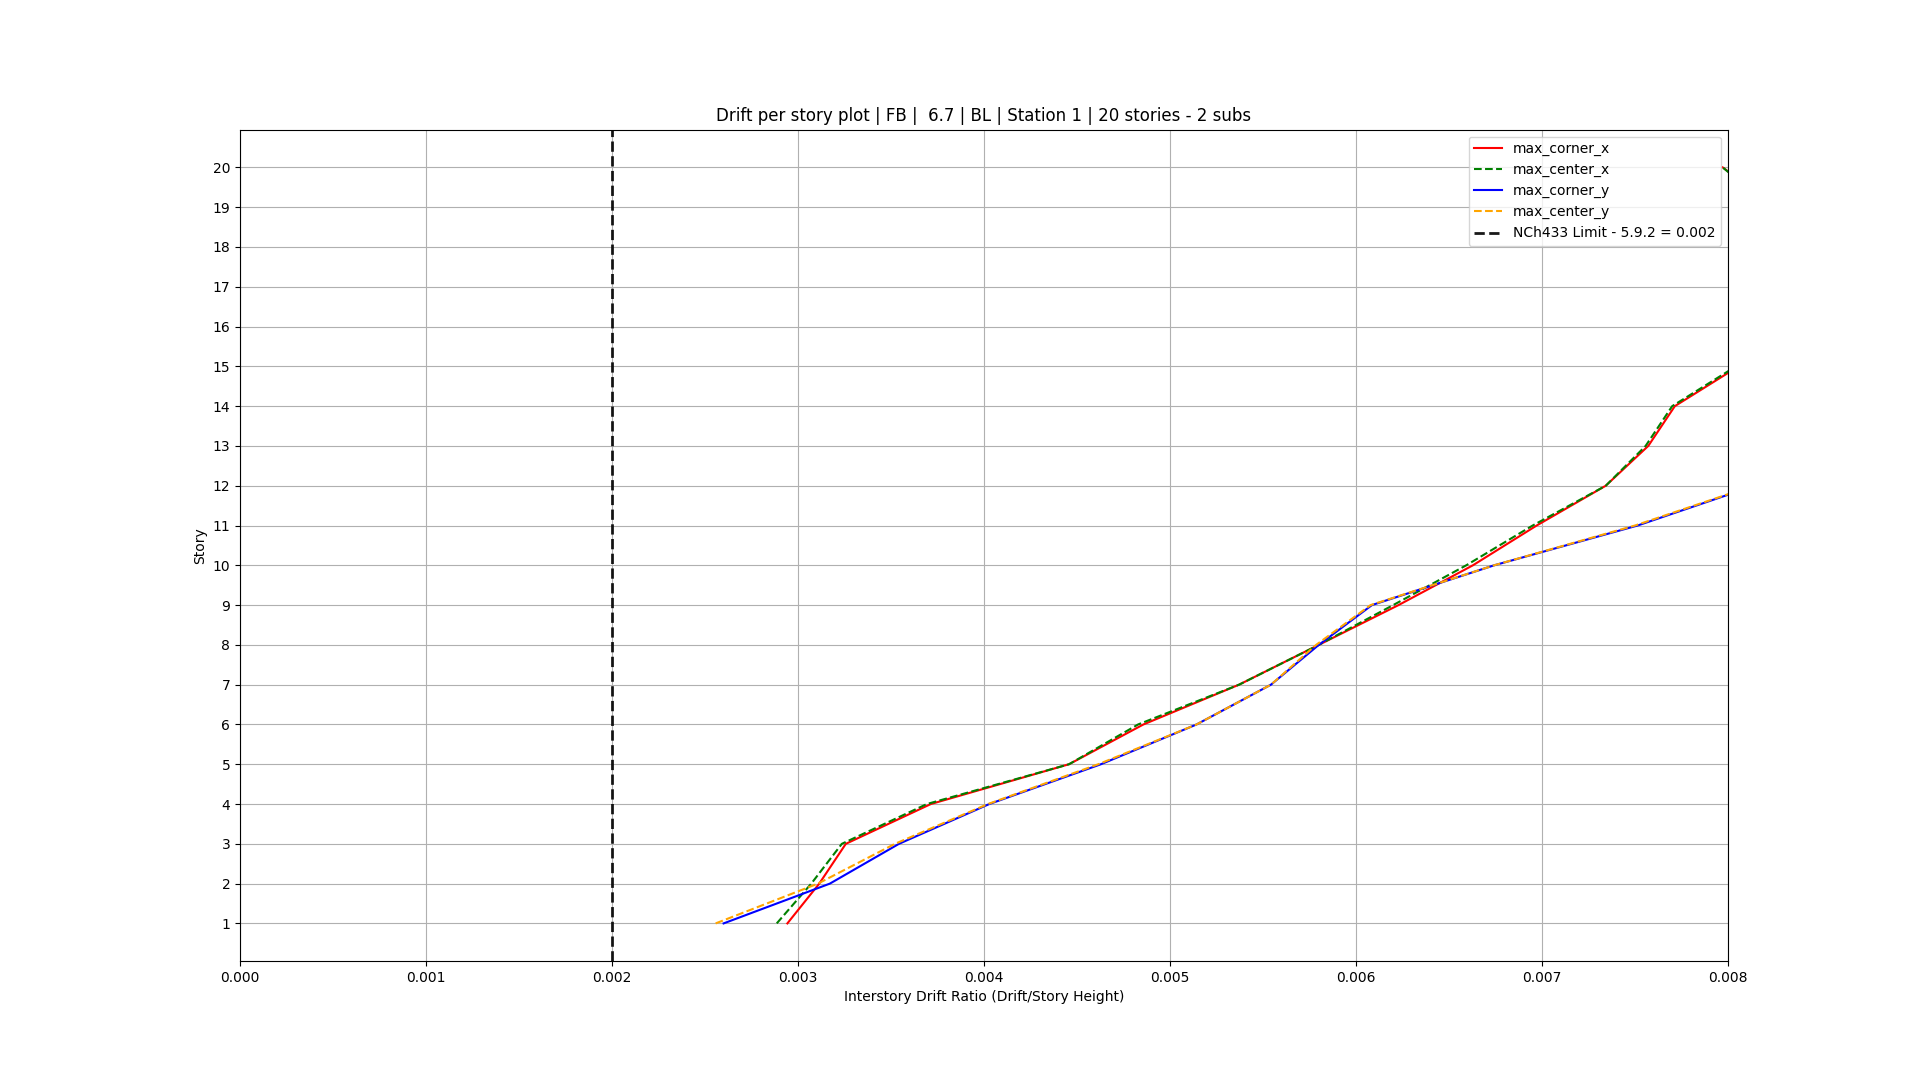 Drift per story plot | FB |  6.7 | BL | Station 1 | 20 stories - 2 subs
max_corner_x
max_center_x
max_corner_y
max_center_y
NCh433 Limit - 5.9.2 = 0.002
20
19
18
17
16
15
14
13
12
11
10
9
8
7
6
5
4
3
2
1
Story
0.000 0.001 0.002 0.003 0.004 0.005 0.006 0.007 0.008
Interstory Drift Ratio (Drift/Story Height)